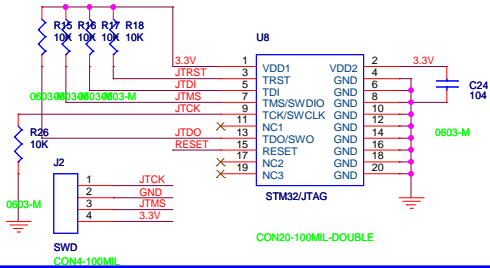 R15 R16 R17 R18
10K 10K 10K 10K
0603-M
U8
3.3V 1 VDD1 VDD2 2 3.3V
JTRST 3 TRST GND 4
JTDI 5 TDI GND 6
JTMS 7 TMS/SWDIO GND 8
JTCK 9 TCK/SWCLK GND 10
11 NC1 GND 12
JTDO 13 TDO/SWO GND 14
RESET 15 RESET GND 16
17 NC2 GND 18
19 NC3 GND 20
STM32/JTAG
CON20-100MIL-DOUBLE
C24
104
0603-M
R26
10K
0603-M
J2
1 JTCK
2 GND
3 JTMS
4 3.3V
SWD
CON4-100MIL